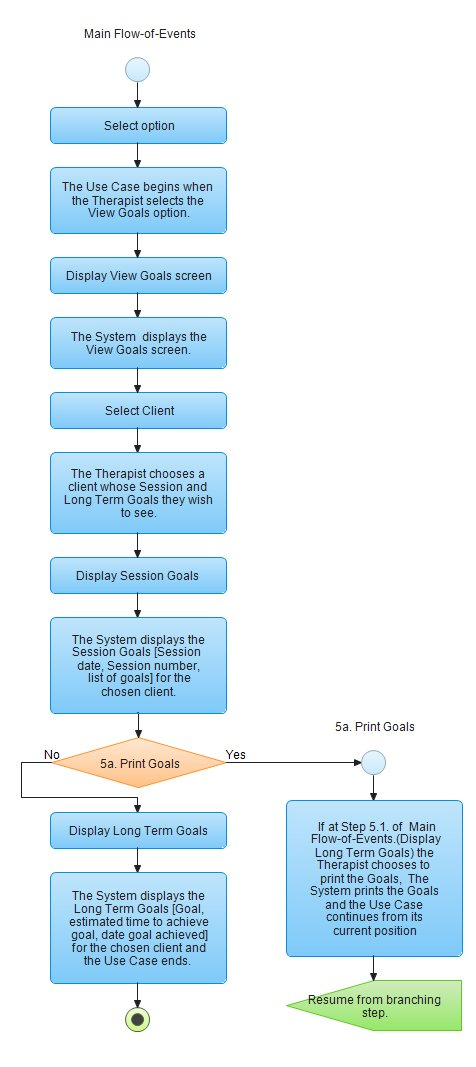 Main Flow-of-Events
Select option
The Use Case begins when
the Therapist selects the
View Goals option.
Display View Goals screen
The System  displays the
View Goals screen.
Select Client
The Therapist chooses a
client whose Session and
Long Term Goals they wish
to see.
Display Session Goals
The System displays the
Session Goals [Session
date, Session number,
list of goals] for the
chosen client.
5a. Print Goals
No
5a. Print Goals
Yes
Display Long Term Goals
The System displays the
Long Term Goals [Goal,
estimated time to achieve
goal, date goal achieved]
for the chosen client and
the Use Case ends.
If at Step 5.1. of  Main
Flow-of-Events.(Display
Long Term Goals) the
Therapist chooses to
print the Goals,  The
System prints the Goals
and the Use Case
continues from its
current position
Resume from branching
step.